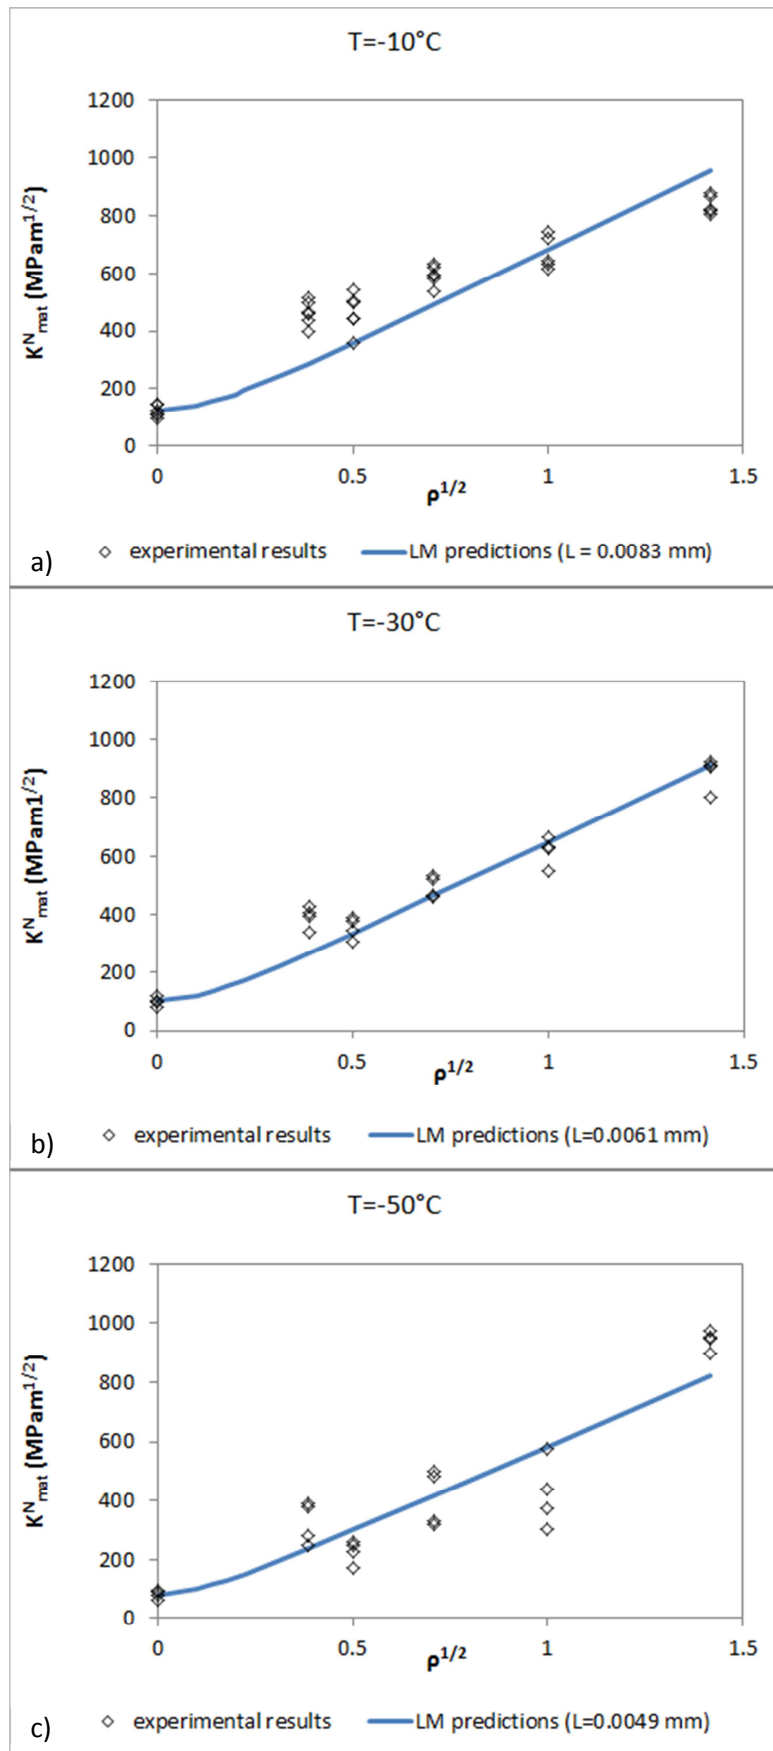 T=-10°C
1200
1000
800
600
400
200
0
K^N_mat (MPam^1/2)
0 0.5 1 1.5
ρ^1/2
a) experimental results LM predictions (L = 0.0083 mm)
T=-30°C
1200
1000
800
600
400
200
0
K^N_mat (MPam1^/2)
0 0.5 1 1.5
ρ^1/2
b) experimental results LM predictions (L=0.0061 mm)
T=-50°C
1200
1000
800
600
400
200
0
K^N_mat (MPam^1/2)
0 0.5 1 1.5
ρ^1/2
c) experimental results LM predictions (L=0.0049 mm)